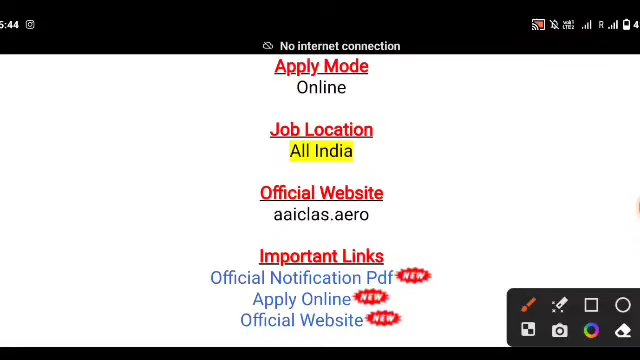 5:44
No internet connection
Apply Mode
Online
Job Location
All India
Official Website
aaiclas.aero
Important Links
Official Notification Pdf NEW
Apply Online NEW
Official Website NEW